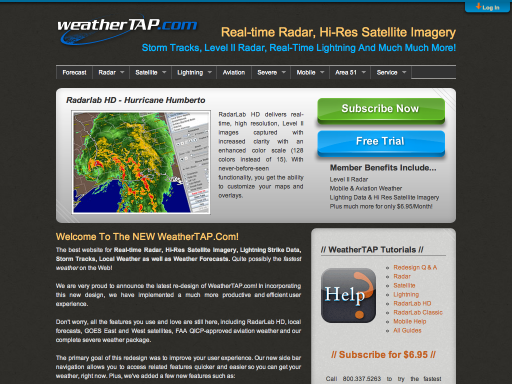 Log In
weatherTAP.com
Real-time Radar, Hi-Res Satellite Imagery
Storm Tracks, Level II Radar, Real-Time Lightning And Much Much More!
Forecast Radar Satellite Lightning Aviation Severe Mobile Area 51 Service
Radarlab HD - Hurricane Humberto
RadarLab HD delivers real-
time, high resolution, Level II
images captured with
increased clarity with an
enhanced color scale (128
colors instead of 15). With
never-before-seen
functionality, you get the ability
to customize your maps and
overlays.
Subscribe Now
Free Trial
Member Benefits Include...
Level II Radar
Mobile & Aviation Weather
Lighting Data & Hi Res Satellite Imagery
Plus much more for only $6.95/Month!
Welcome To The NEW WeatherTAP.Com!
The best website for Real-time Radar, Hi-Res Satellite Imagery, Lightning Strike Data,
Storm Tracks, Local Weather as well as Weather Forecasts. Quite possibly the fastest
weather on the Web!
We are very proud to announce the latest re-design of WeatherTAP.com! In incorporating
this new design, we have implemented a much more productive and efficient user
experience.
Don't worry, all the features you use and love are still here, including RadarLab HD, local
forecasts, GOES East and West satellites, FAA QICP-approved aviation weather and our
complete severe weather package.
The primary goal of this redesign was to improve your user experience. Our new side bar
navigation allows you to access related features quicker and easier so you can get your
weather, right now. Plus, we've added a few new features such as:
// WeatherTAP Tutorials //
Help?
Redesign Q & A
Radar
Satellite
Lightning
RadarLab HD
RadarLab Classic
Mobile Help
All Guides
// Subscribe for $6.95 //
Call 800.337.5263 to try the fastest